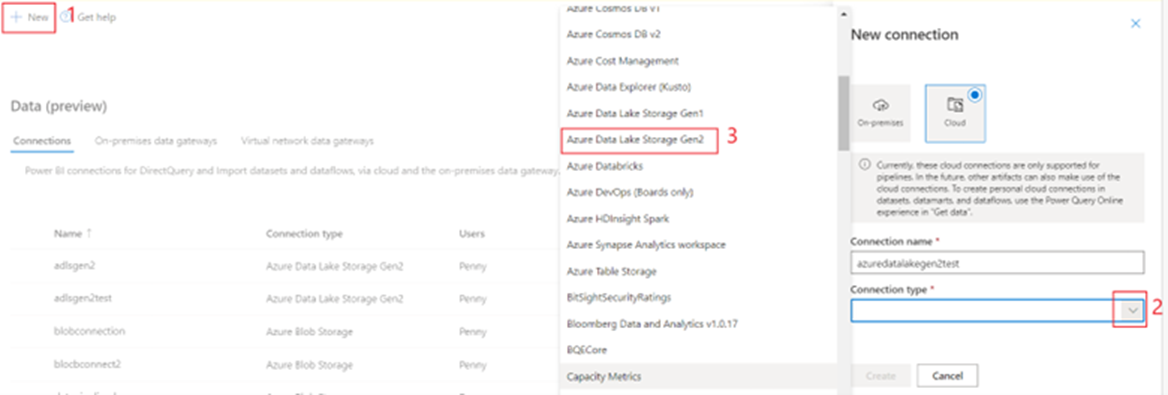 New 1 Get help
Data (preview)
Connections On-premises data gateways Virtual network data gateways
Power BI connections for DirectQuery and Import datasets and dataflows, via cloud and the on-premises data gateway.
Name ↑ Connection type Users
adlsgen2 Azure Data Lake Storage Gen2 Penny
adlsgen2test Azure Data Lake Storage Gen2 Penny
blobconnection Azure Blob Storage Penny
blocbconnect2 Azure Blob Storage Penny
Azure Cosmos DB v1
Azure Cosmos DB v2
Azure Cost Management
Azure Data Explorer (Kusto)
Azure Data Lake Storage Gen1
Azure Data Lake Storage Gen2 3
Azure Databricks
Azure DevOps (Boards only)
Azure HDInsight Spark
Azure Synapse Analytics workspace
Azure Table Storage
BitSightSecurityRatings
Bloomberg Data and Analytics v1.0.17
BQECore
Capacity Metrics
New connection
On-premises Cloud
Currently, these cloud connections are only supported for
pipelines. In the future, other artifacts can also make use of the
cloud connections. To create personal cloud connections in
datasets, datamarts, and dataflows, use the Power Query Online
experience in "Get data".
Connection name *
azuredatalakegen2test
Connection type *
2
Create Cancel